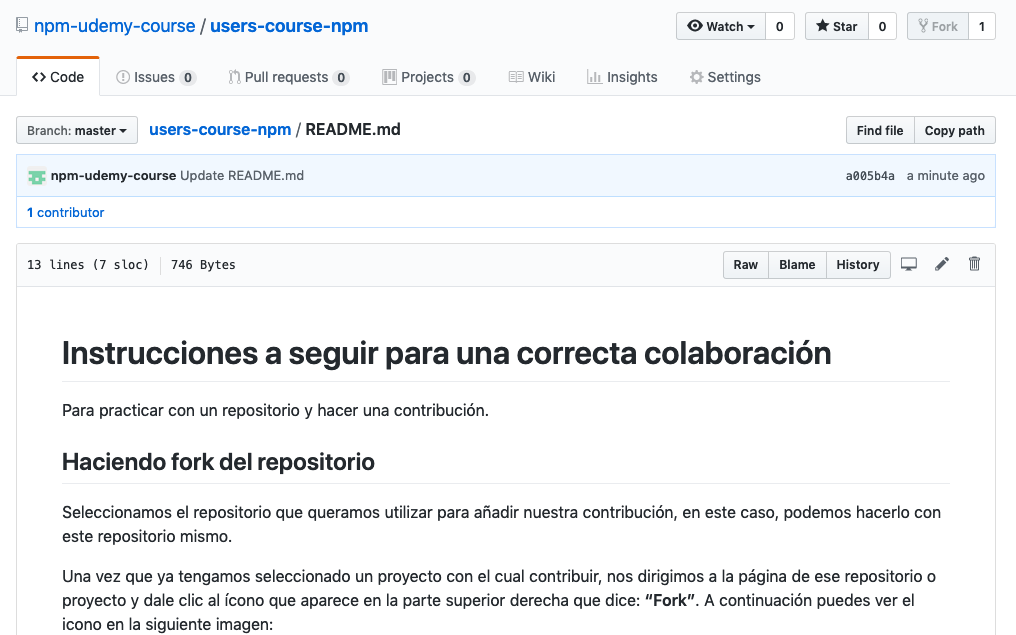 npm-udemy-course / users-course-npm
Watch 0 Star 0 Fork 1
Code Issues 0 Pull requests 0 Projects 0 Wiki Insights Settings
Branch: master users-course-npm / README.md Find file Copy path
npm-udemy-course Update README.md a005b4a a minute ago
1 contributor
13 lines (7 sloc) 746 Bytes Raw Blame History
Instrucciones a seguir para una correcta colaboración
Para practicar con un repositorio y hacer una contribución.
Haciendo fork del repositorio
Seleccionamos el repositorio que queramos utilizar para añadir nuestra contribución, en este caso, podemos hacerlo con
este repositorio mismo.
Una vez que ya tengamos seleccionado un proyecto con el cual contribuir, nos dirigimos a la página de ese repositorio o
proyecto y dale clic al ícono que aparece en la parte superior derecha que dice: “Fork”. A continuación puedes ver el
icono en la siguiente imagen: